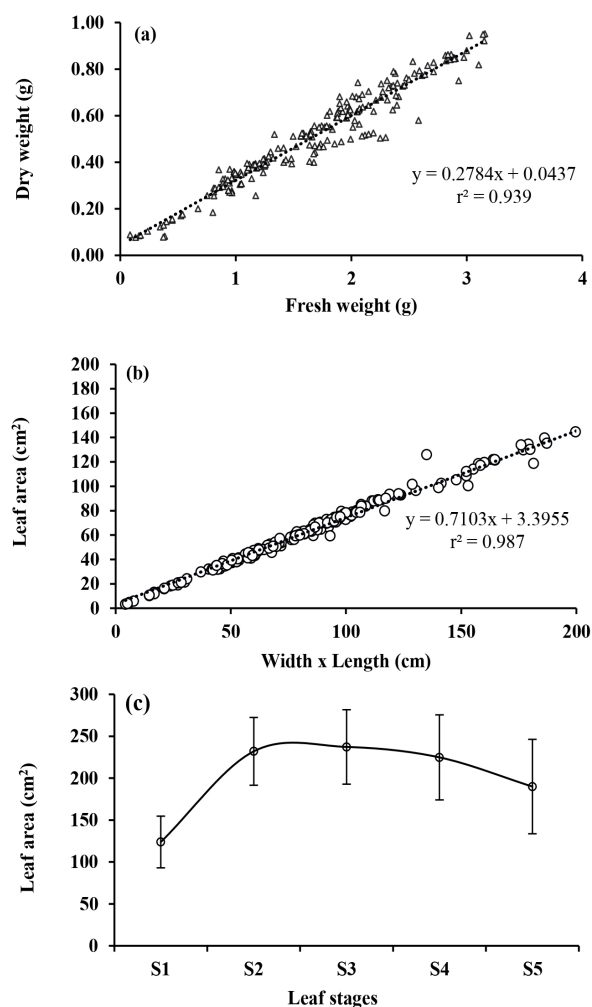 (a)
Dry weight (g)
1.00
0.80
0.60
0.40
0.20
0.00
y = 0.2784x + 0.0437
r² = 0.939
0 1 2 3 4
Fresh weight (g)
(b)
Leaf area (cm²)
200
180
160
140
120
100
80
60
40
20
0
y = 0.7103x + 3.3955
r² = 0.987
0 50 100 150 200
Width x Length (cm)
(c)
Leaf area (cm²)
300
250
200
150
100
50
0
S1 S2 S3 S4 S5
Leaf stages